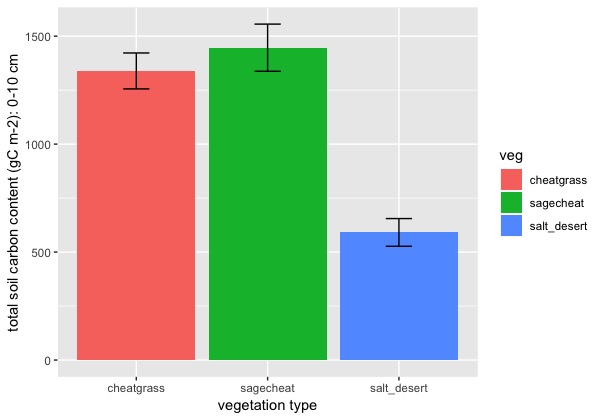 total soil carbon content (gC m-2): 0-10 cm
1500
1000
500
0
cheatgrass
sagecheat
salt_desert
vegetation type
veg
cheatgrass
sagecheat
salt_desert